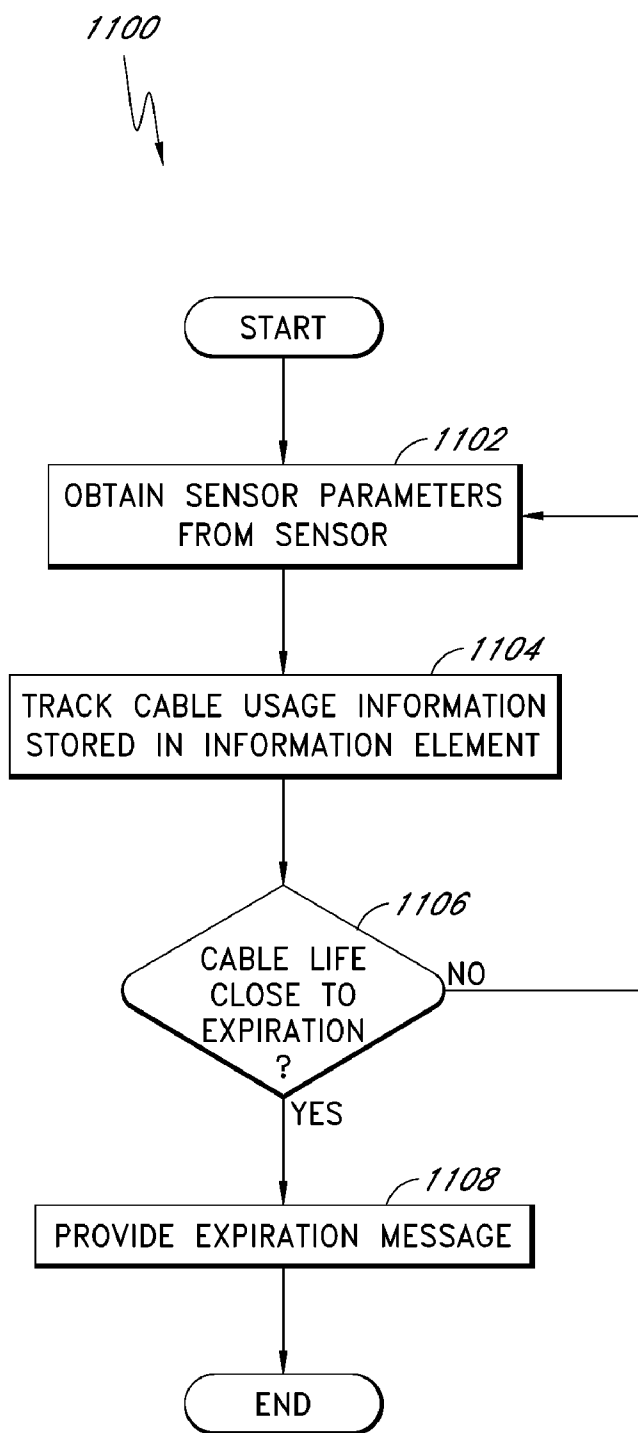 1100
START
1102
OBTAIN SENSOR PARAMETERS
FROM SENSOR
1104
TRACK CABLE USAGE INFORMATION
STORED IN INFORMATION ELEMENT
1106
CABLE LIFE
CLOSE TO
EXPIRATION
?
NO
YES
1108
PROVIDE EXPIRATION MESSAGE
END